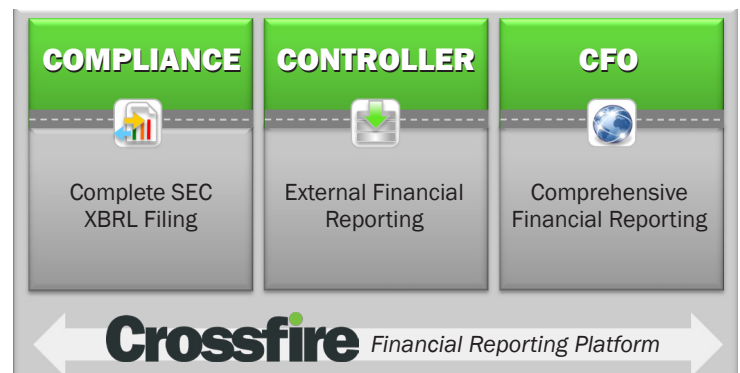 COMPLIANCE
Complete SEC
XBRL Filing
CONTROLLER
External Financial
Reporting
CFO
Comprehensive
Financial Reporting
Crossfire Financial Reporting Platform